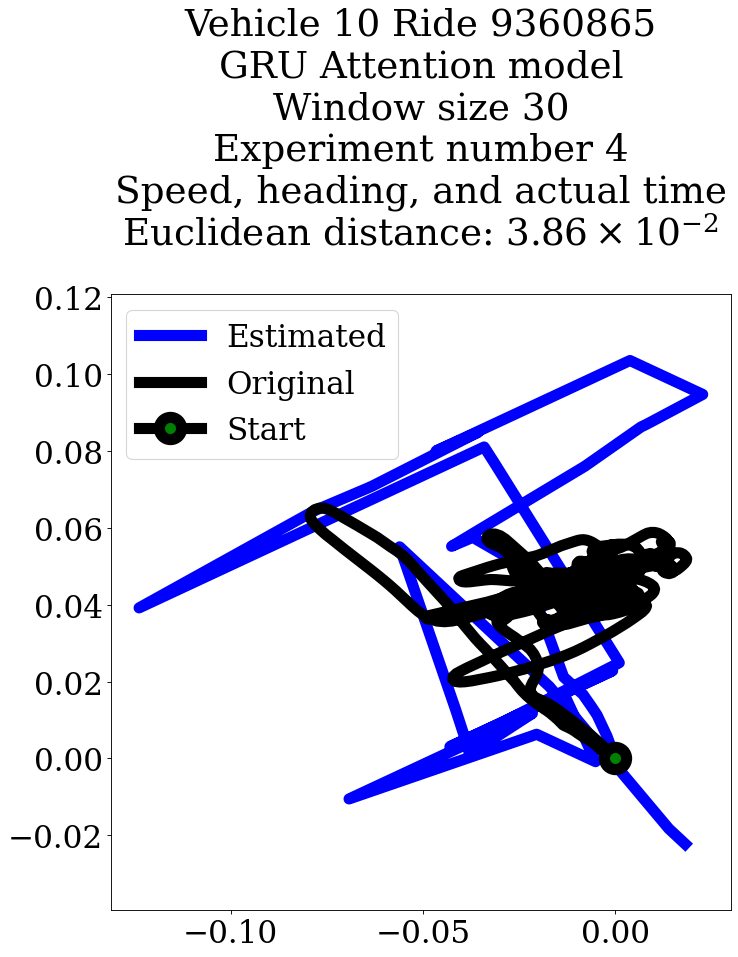 Vehicle 10 Ride 9360865
GRU Attention model
Window size 30
Experiment number 4
Speed, heading, and actual time
Euclidean distance: 3.86 × 10⁻²
0.12
Estimated
0.10
Original
Start
0.08
0.06
0.04
0.02
0.00
−0.02
−0.10 −0.05 0.00